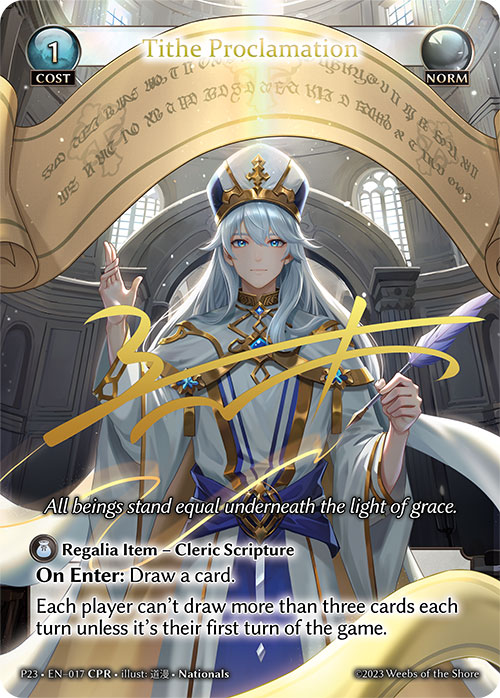 Tithe Proclamation
1
COST
NORM
All beings stand equal underneath the light of grace.
Regalia Item – Cleric Scripture
On Enter: Draw a card.
Each player can't draw more than three cards each
turn unless it's their first turn of the game.
P23 • EN–017 CPR • illust: 道漫 • Nationals
©2023 Weebs of the Shore